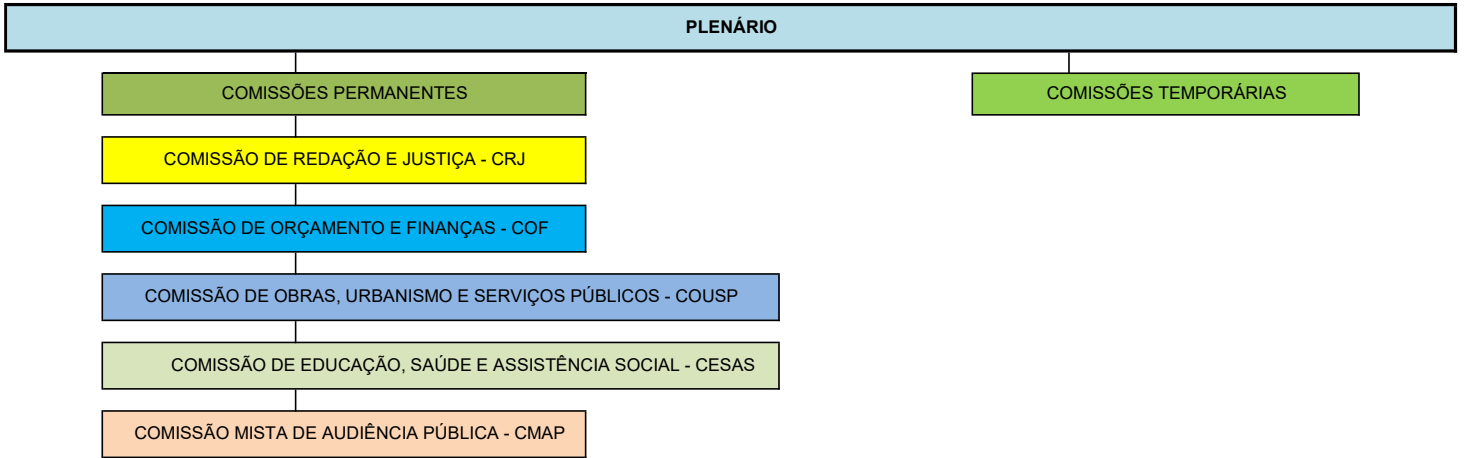 PLENÁRIO
COMISSÕES PERMANENTES
COMISSÕES TEMPORÁRIAS
COMISSÃO DE REDAÇÃO E JUSTIÇA - CRJ
COMISSÃO DE ORÇAMENTO E FINANÇAS - COF
COMISSÃO DE OBRAS, URBANISMO E SERVIÇOS PÚBLICOS - COUSP
COMISSÃO DE EDUCAÇÃO, SAÚDE E ASSISTÊNCIA SOCIAL - CESAS
COMISSÃO MISTA DE AUDIÊNCIA PÚBLICA - CMAP